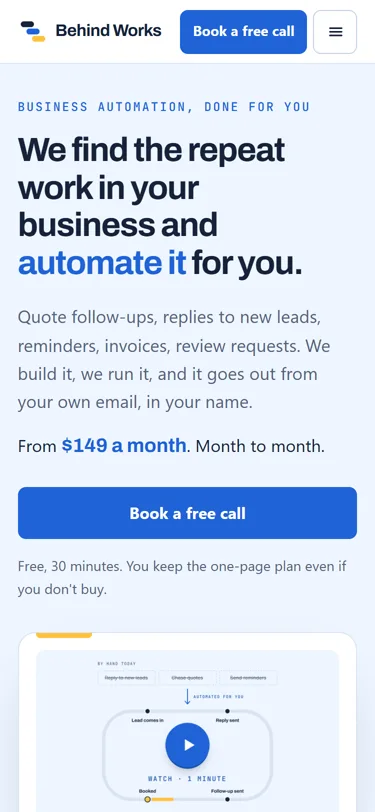 Behind Works
Book a free call
BUSINESS AUTOMATION, DONE FOR YOU
We find the repeat
work in your
business and
automate it for you.
Quote follow-ups, replies to new leads,
reminders, invoices, review requests. We
build it, we run it, and it goes out from
your own email, in your name.
From $149 a month. Month to month.
Book a free call
Free, 30 minutes. You keep the one-page plan even if
you don't buy.
BY HAND TODAY
Reply to new leads
Chase quotes
Send reminders
AUTOMATED FOR YOU
Lead comes in
Reply sent
WATCH · 1 MINUTE
Booked
Follow-up sent